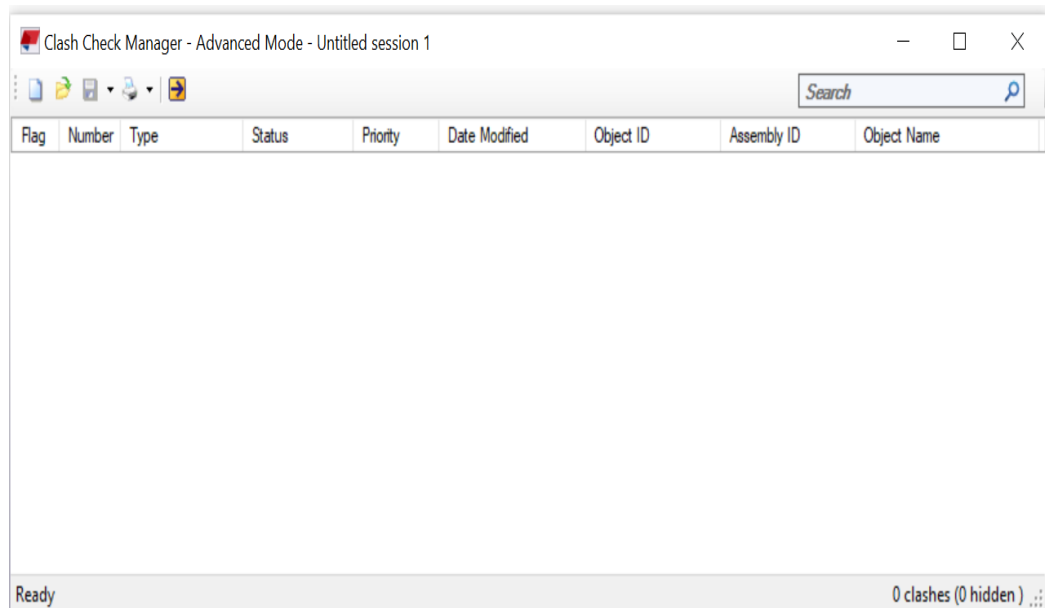 Clash Check Manager - Advanced Mode - Untitled session 1
Search
Flag Number Type Status Priority Date Modified Object ID Assembly ID Object Name
Ready 0 clashes (0 hidden )